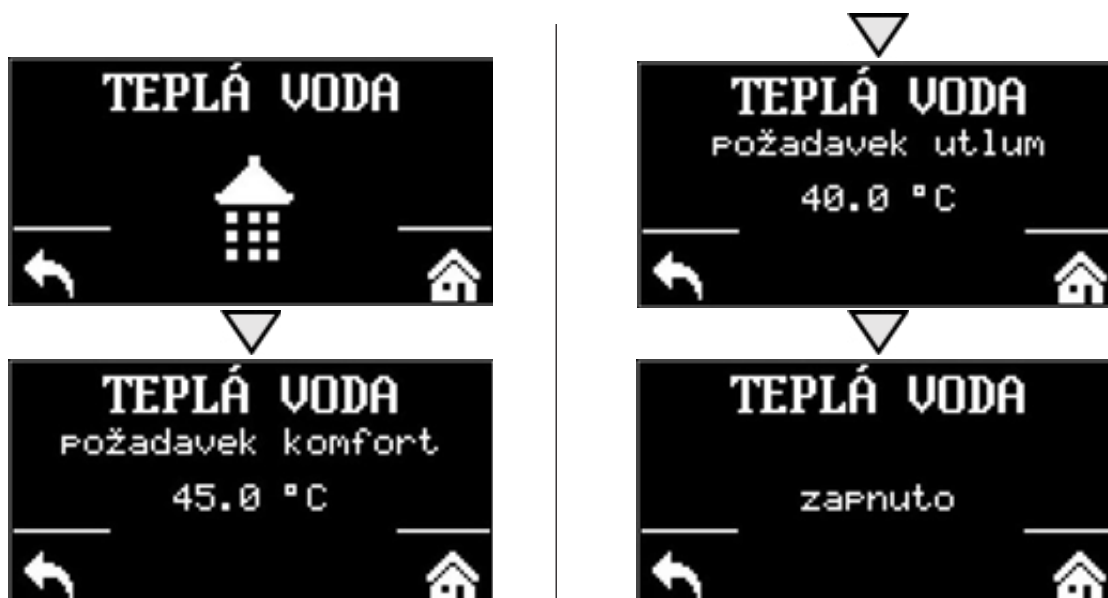 TEPLÁ VODA
TEPLÁ VODA
požadavek komfort
45.0 °C
TEPLÁ VODA
požadavek utlum
40.0 °C
TEPLÁ VODA
zapnuto